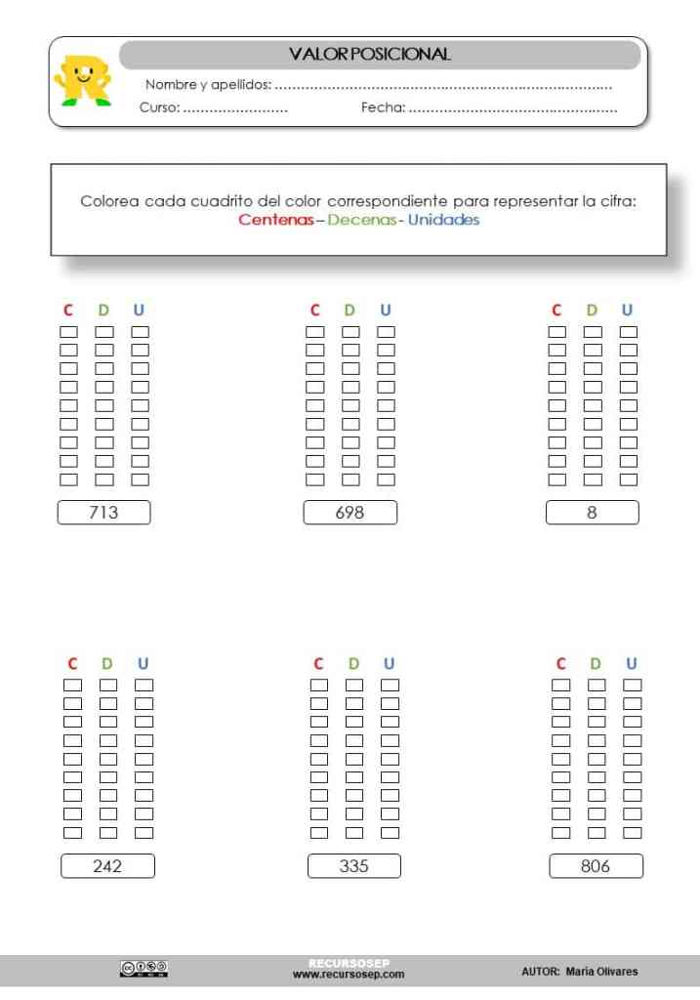 VALOR POSICIONAL
Nombre y apellidos: ................................................................................
Curso: ........................ Fecha: ................................................
Colorea cada cuadrito del color correspondiente para representar la cifra:
Centenas – Decenas - Unidades
C D U C D U C D U
713 698 8
C D U C D U C D U
242 335 806
RECURSOSEP
www.recursosep.com
AUTOR: María Olivares